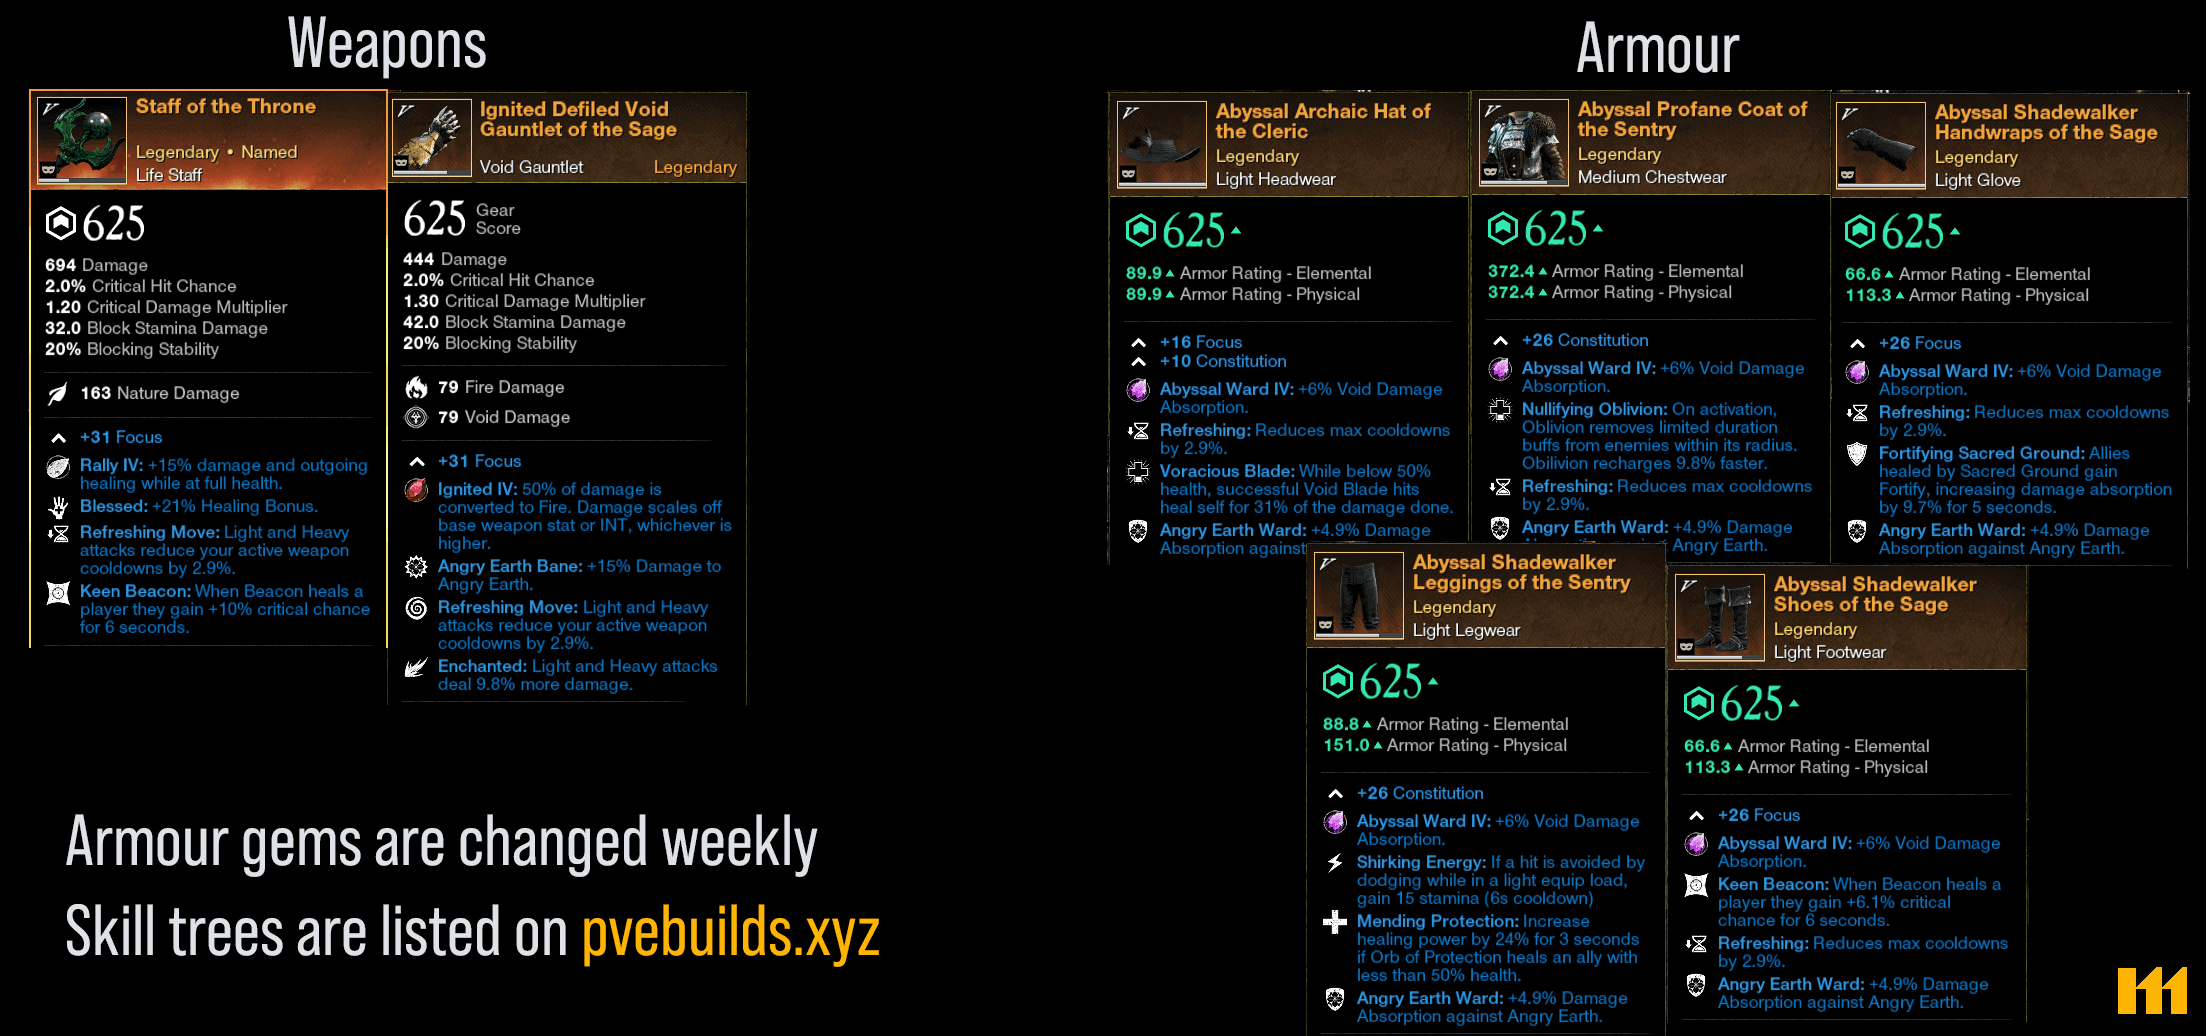 Weapons
Staff of the Throne
Legendary • Named
Life Staff
625
694 Damage
2.0% Critical Hit Chance
1.20 Critical Damage Multiplier
32.0 Block Stamina Damage
20% Blocking Stability
163 Nature Damage
+31 Focus
Rally IV: +15% damage and outgoing
healing while at full health.
Blessed: +21% Healing Bonus.
Refreshing Move: Light and Heavy
attacks reduce your active weapon
cooldowns by 2.9%.
Keen Beacon: When Beacon heals a
player they gain +10% critical chance
for 6 seconds.
Ignited Defiled Void
Gauntlet of the Sage
Void Gauntlet Legendary
625 Gear
Score
444 Damage
2.0% Critical Hit Chance
1.30 Critical Damage Multiplier
42.0 Block Stamina Damage
20% Blocking Stability
79 Fire Damage
79 Void Damage
+31 Focus
Ignited IV: 50% of damage is
converted to Fire. Damage scales off
base weapon stat or INT, whichever is
higher.
Angry Earth Bane: +15% Damage to
Angry Earth.
Refreshing Move: Light and Heavy
attacks reduce your active weapon
cooldowns by 2.9%.
Enchanted: Light and Heavy attacks
deal 9.8% more damage.
Armour
Abyssal Archaic Hat of
the Cleric
Legendary
Light Headwear
625
89.9 Armor Rating - Elemental
89.9 Armor Rating - Physical
+16 Focus
+10 Constitution
Abyssal Ward IV: +6% Void Damage
Absorption.
Refreshing: Reduces max cooldowns
by 2.9%.
Voracious Blade: While below 50%
health, successful Void Blade hits
heal self for 31% of the damage done.
Angry Earth Ward: +4.9% Damage
Absorption against
Abyssal Profane Coat of
the Sentry
Legendary
Medium Chestwear
625
372.4 Armor Rating - Elemental
372.4 Armor Rating - Physical
+26 Constitution
Abyssal Ward IV: +6% Void Damage
Absorption.
Nullifying Oblivion: On activation,
Oblivion removes limited duration
buffs from enemies within its radius.
Obilivion recharges 9.8% faster.
Refreshing: Reduces max cooldowns
by 2.9%.
Angry Earth Ward: +4.9% Damage
Angry Earth.
Abyssal Shadewalker
Handwraps of the Sage
Legendary
Light Glove
625
66.6 Armor Rating - Elemental
113.3 Armor Rating - Physical
+26 Focus
Abyssal Ward IV: +6% Void Damage
Absorption.
Refreshing: Reduces max cooldowns
by 2.9%.
Fortifying Sacred Ground: Allies
healed by Sacred Ground gain
Fortify, increasing damage absorption
by 9.7% for 5 seconds.
Angry Earth Ward: +4.9% Damage
Absorption against Angry Earth.
Abyssal Shadewalker
Leggings of the Sentry
Legendary
Light Legwear
625
88.8 Armor Rating - Elemental
151.0 Armor Rating - Physical
+26 Constitution
Abyssal Ward IV: +6% Void Damage
Absorption.
Shirking Energy: If a hit is avoided by
dodging while in a light equip load,
gain 15 stamina (6s cooldown)
Mending Protection: Increase
healing power by 24% for 3 seconds
if Orb of Protection heals an ally with
less than 50% health.
Angry Earth Ward: +4.9% Damage
Absorption against Angry Earth.
Abyssal Shadewalker
Shoes of the Sage
Legendary
Light Footwear
625
66.6 Armor Rating - Elemental
113.3 Armor Rating - Physical
+26 Focus
Abyssal Ward IV: +6% Void Damage
Absorption.
Keen Beacon: When Beacon heals a
player they gain +6.1% critical
chance for 6 seconds.
Refreshing: Reduces max cooldowns
by 2.9%.
Angry Earth Ward: +4.9% Damage
Absorption against Angry Earth.
Armour gems are changed weekly
Skill trees are listed on pvebuilds.xyz